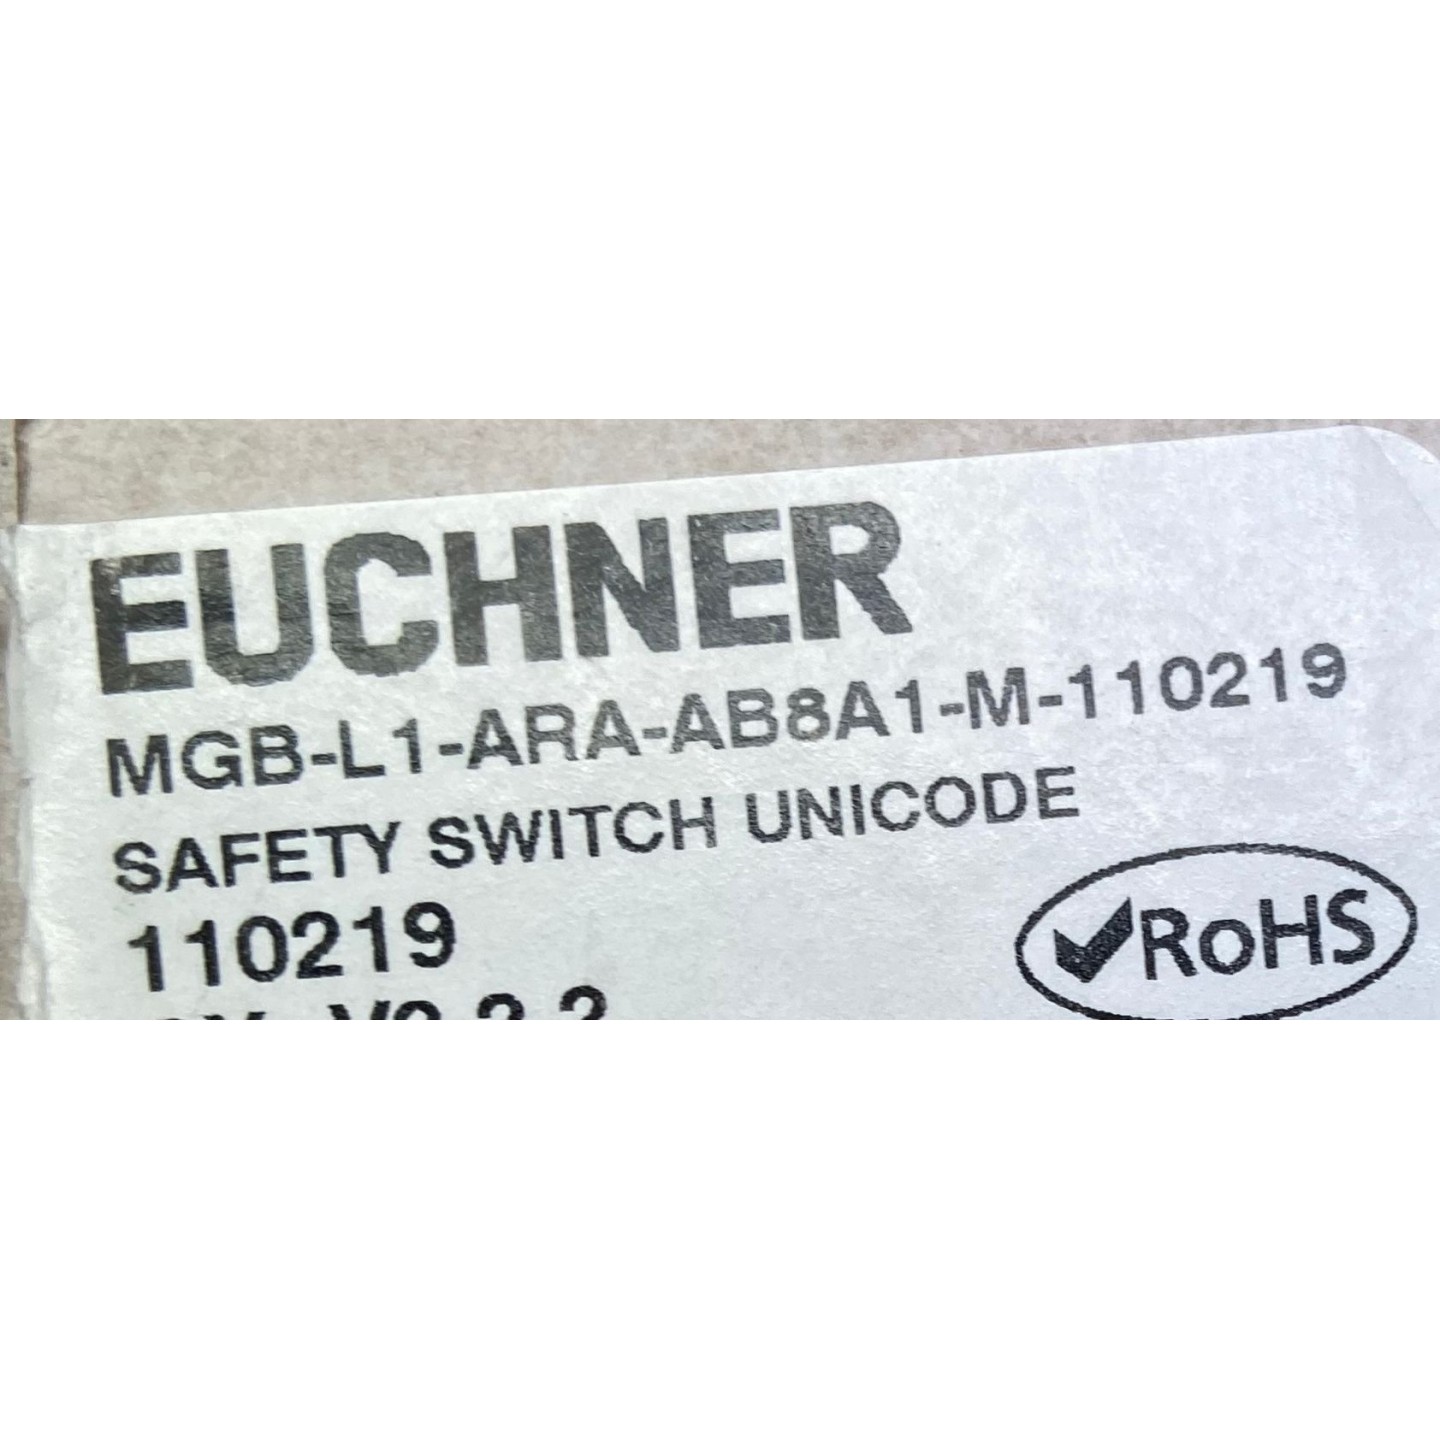 EUCHNER
MGB-L1-ARA-AB8A1-M-110219
SAFETY SWITCH UNICODE
110219
RoHS